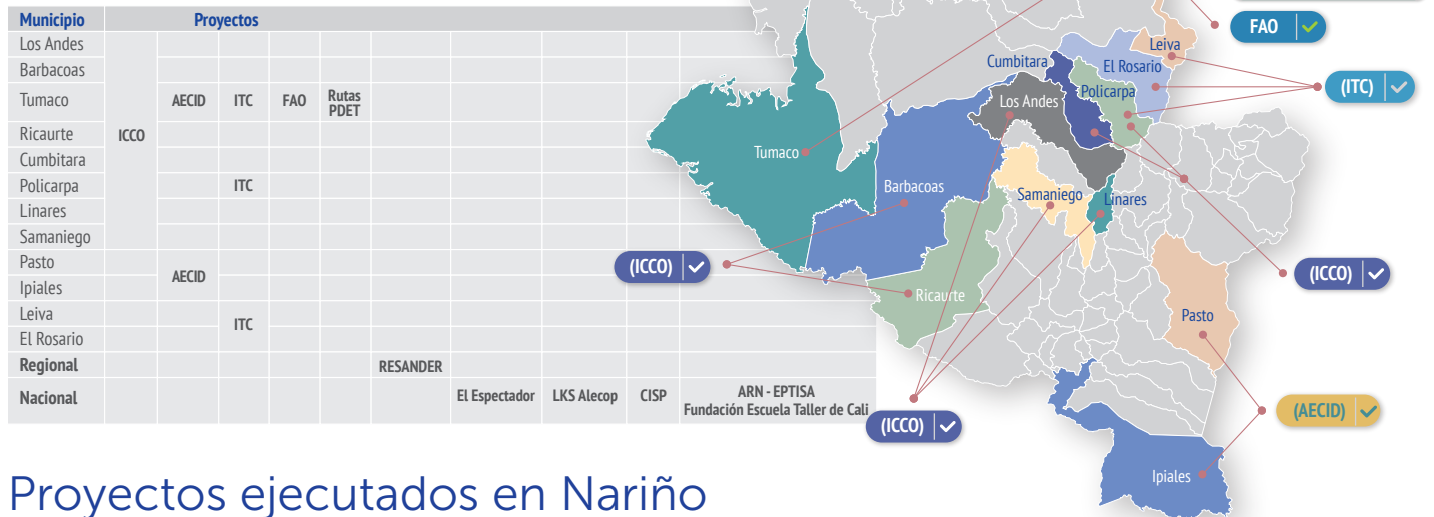 Municipio Proyectos
Los Andes
Barbacoas
Tumaco AECID ITC FAO Rutas PDET
Ricaurte ICCO
Cumbitara
Policarpa ITC
Linares
Samaniego
Pasto
Ipiales AECID
Leiva
El Rosario ITC
Regional RESANDER
Nacional El Espectador LKS Alecop CISP ARN - EPTISA
Fundación Escuela Taller de Cali
FAO
Leiva
Cumbitara
El Rosario
(ITC)
Policarpa
Los Andes
Tumaco
Barbacoas
Samaniego
Linares
(ICCO)
(ICCO)
Ricaurte
Pasto
(AECID)
(ICCO)
Ipiales
Proyectos ejecutados en Nariño